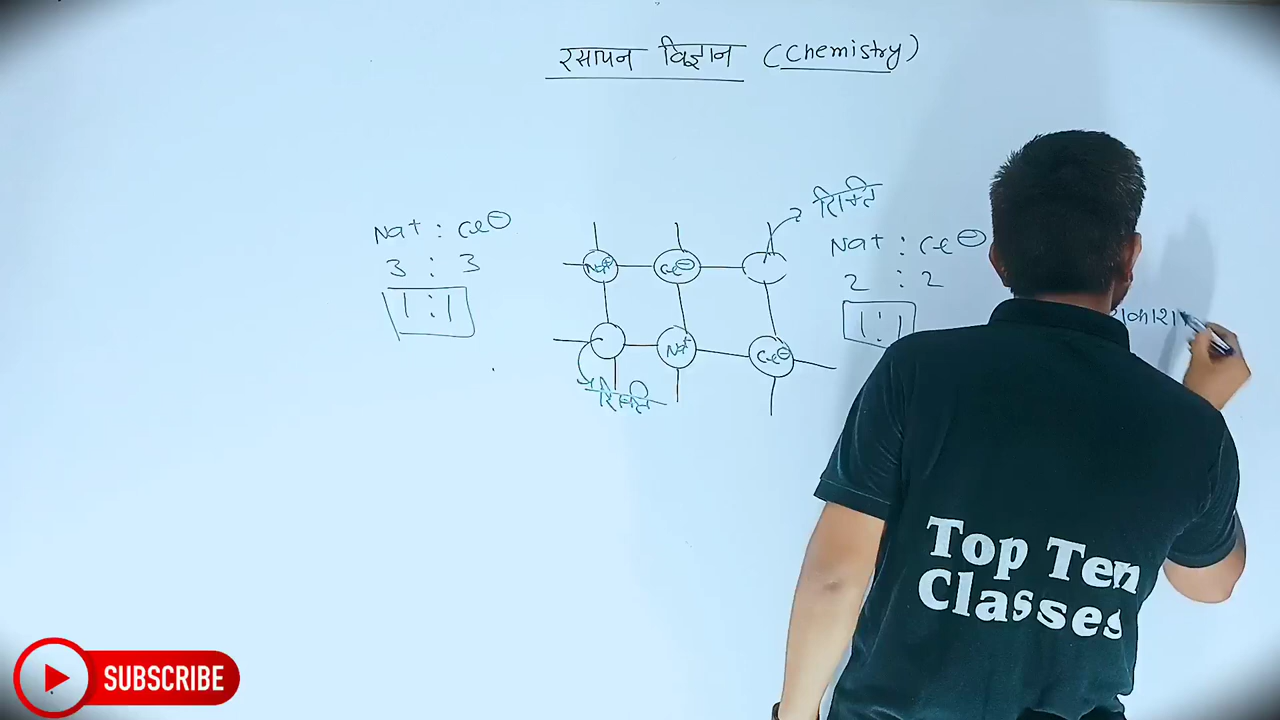 रसायन विज्ञान (Chemistry)
Na+ : Cl⊖
3 : 3
1 : 1
Na+ Cl⊖
रिक्ति
Na+ Cl⊖
रिक्ति
Na+ : Cl⊖
2 : 2
1 : 1
Top Ten
Classes
SUBSCRIBE